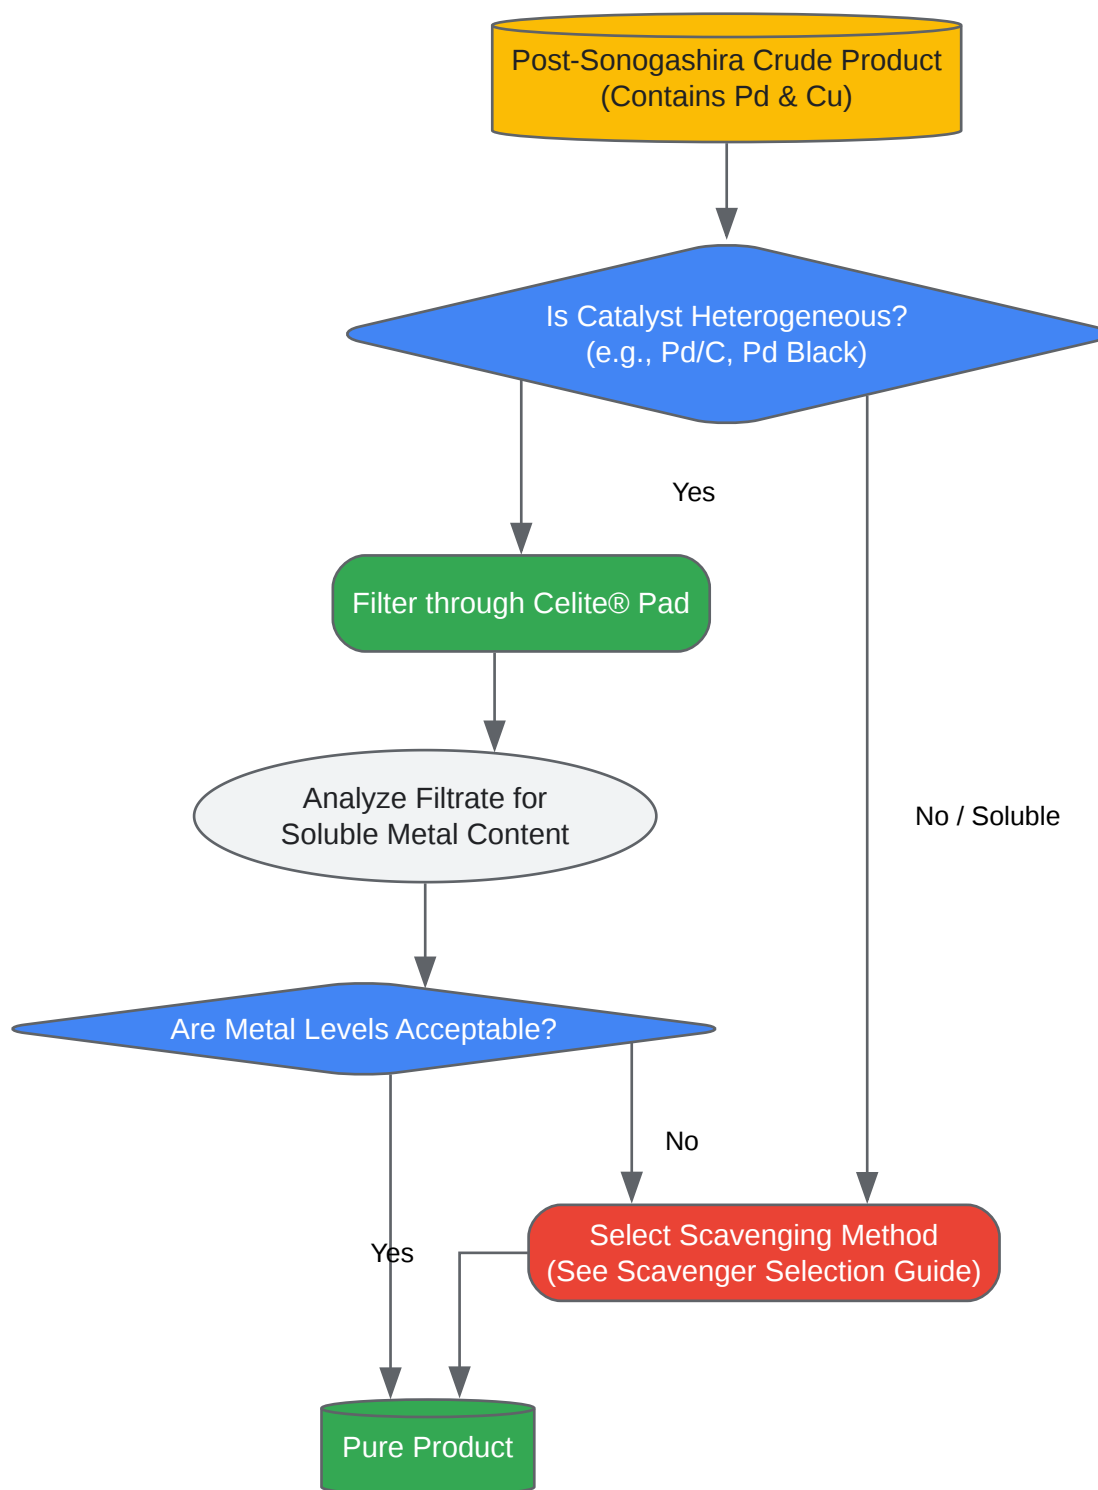 Post-Sonogashira Crude Product
(Contains Pd & Cu)
Is Catalyst Heterogeneous?
(e.g., Pd/C, Pd Black)
Yes
Filter through Celite® Pad
Analyze Filtrate for
Soluble Metal Content
No / Soluble
Are Metal Levels Acceptable?
No
Select Scavenging Method
(See Scavenger Selection Guide)
Yes
Pure Product